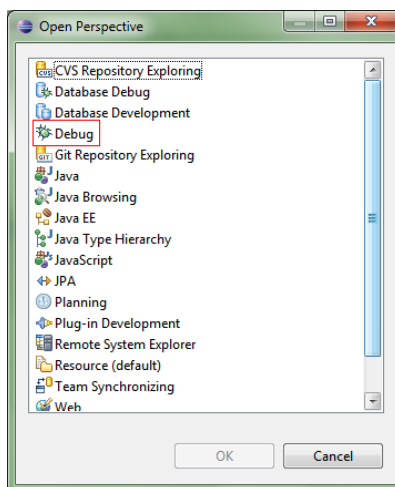 Open Perspective
CVS Repository Exploring
Database Debug
Database Development
Debug
Git Repository Exploring
Java
Java Browsing
Java EE
Java Type Hierarchy
JavaScript
JPA
Planning
Plug-in Development
Remote System Explorer
Resource (default)
Team Synchronizing
Web
OK
Cancel